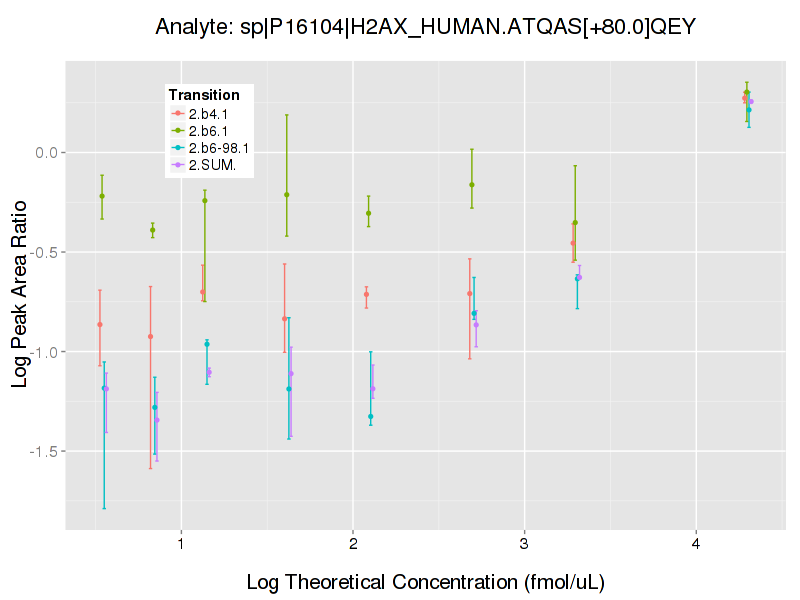 Analyte: sp|P16104|H2AX_HUMAN.ATQAS[+80.0]QEY
Transition
2.b4.1
2.b6.1
2.b6-98.1
2.SUM.
Log Peak Area Ratio
0.0
-0.5
-1.0
-1.5
1 2 3 4
Log Theoretical Concentration (fmol/uL)